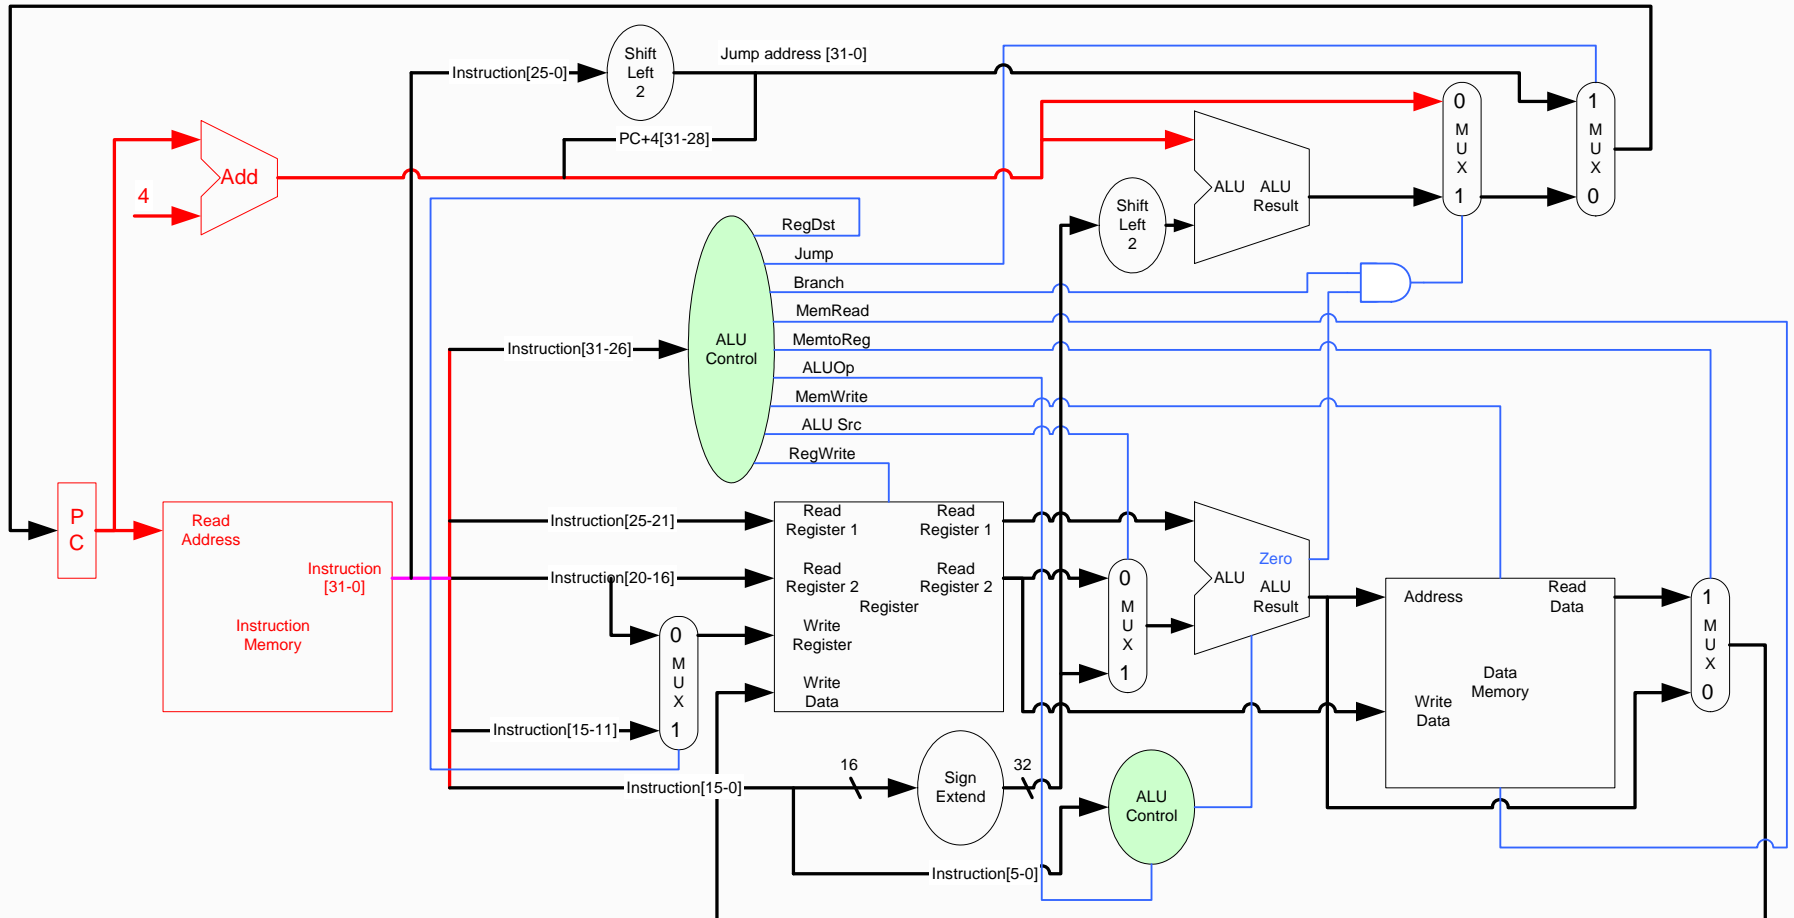 Instruction[25-0]
Shift
Left
2
Jump address [31-0]
PC+4[31-28]
Add
4
0
M
U
X
1
1
M
U
X
0
ALU
ALU
Result
Shift
Left
2
RegDst
Jump
Branch
MemRead
MemtoReg
ALUOp
MemWrite
ALU Src
RegWrite
ALU
Control
Instruction[31-26]
P
C
Read
Address
Instruction
[31-0]
Instruction
Memory
Instruction[25-21]
Instruction[20-16]
0
M
U
X
1
Instruction[15-11]
Instruction[15-0]
Read
Register 1
Read
Register 1
Read
Register 2
Read
Register 2
Register
Write
Register
Write
Data
0
M
U
X
1
Zero
ALU
ALU
Result
Address
Read
Data
Data
Memory
Write
Data
1
M
U
X
0
16
Sign
Extend
32
ALU
Control
Instruction[5-0]